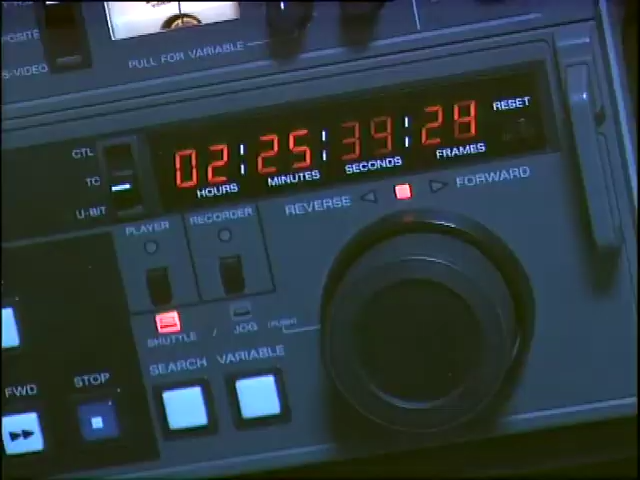 S-VIDEO
PULL FOR VARIABLE
CTL
TC
U-BIT
02:25:39:24
RESET
HOURS MINUTES SECONDS FRAMES
PLAYER RECORDER REVERSE FORWARD
SHUTTLE / JOG (PUSH)
SEARCH VARIABLE
FWD STOP